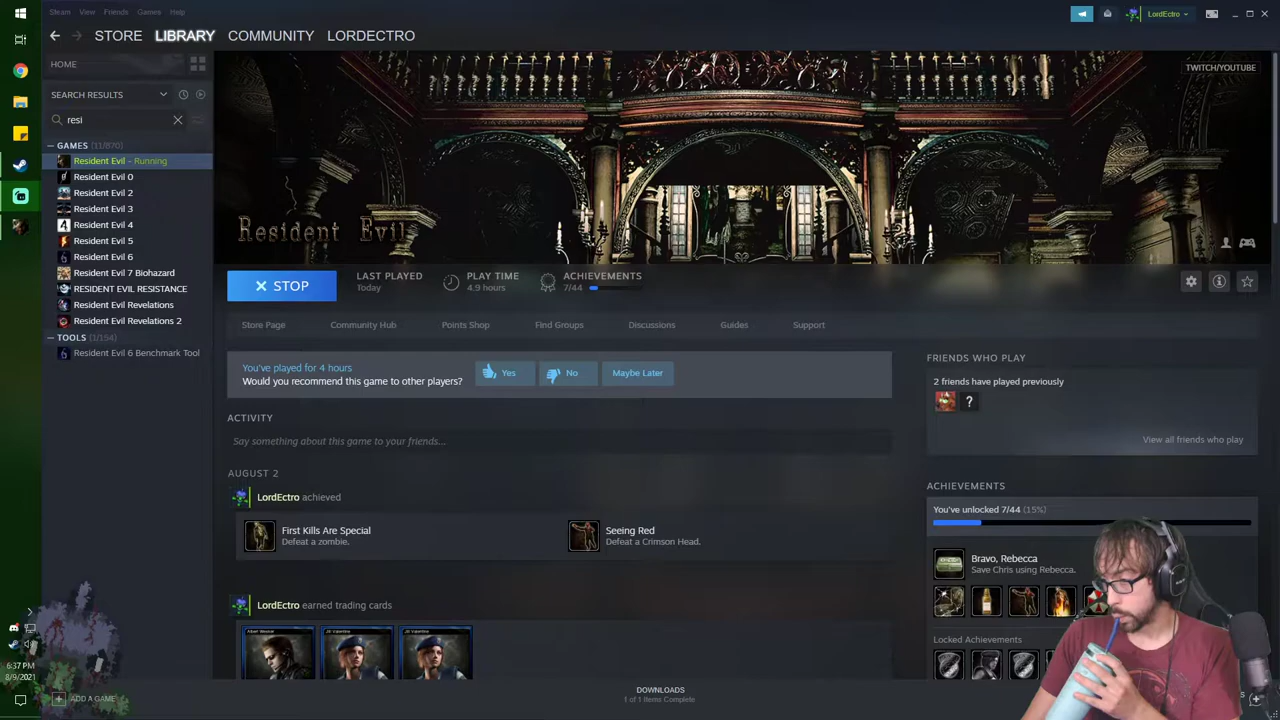 Steam View Friends Games Help
LordEctro
STORE LIBRARY COMMUNITY LORDECTRO
HOME
TWITCH/YOUTUBE
SEARCH RESULTS
resi
GAMES (11/870)
Resident Evil - Running
Resident Evil 0
Resident Evil 2
Resident Evil 3
Resident Evil 4
Resident Evil 5
Resident Evil 6
Resident Evil 7 Biohazard
RESIDENT EVIL RESISTANCE
Resident Evil Revelations
Resident Evil Revelations 2
TOOLS (1/154)
Resident Evil 6 Benchmark Tool
Resident Evil
STOP
LAST PLAYED
Today
PLAY TIME
4.9 hours
ACHIEVEMENTS
7/44
Store Page Community Hub Points Shop Find Groups Discussions Guides Support
You've played for 4 hours
Would you recommend this game to other players?
Yes
No
Maybe Later
ACTIVITY
Say something about this game to your friends...
AUGUST 2
LordEctro achieved
First Kills Are Special
Defeat a zombie.
Seeing Red
Defeat a Crimson Head.
LordEctro earned trading cards
FRIENDS WHO PLAY
2 friends have played previously
?
View all friends who play
ACHIEVEMENTS
You've unlocked 7/44 (15%)
Bravo, Rebecca
Save Chris using Rebecca.
Locked Achievements
6:37 PM
8/9/2021
ADD A GAME
DOWNLOADS
1 of 1 Items Complete